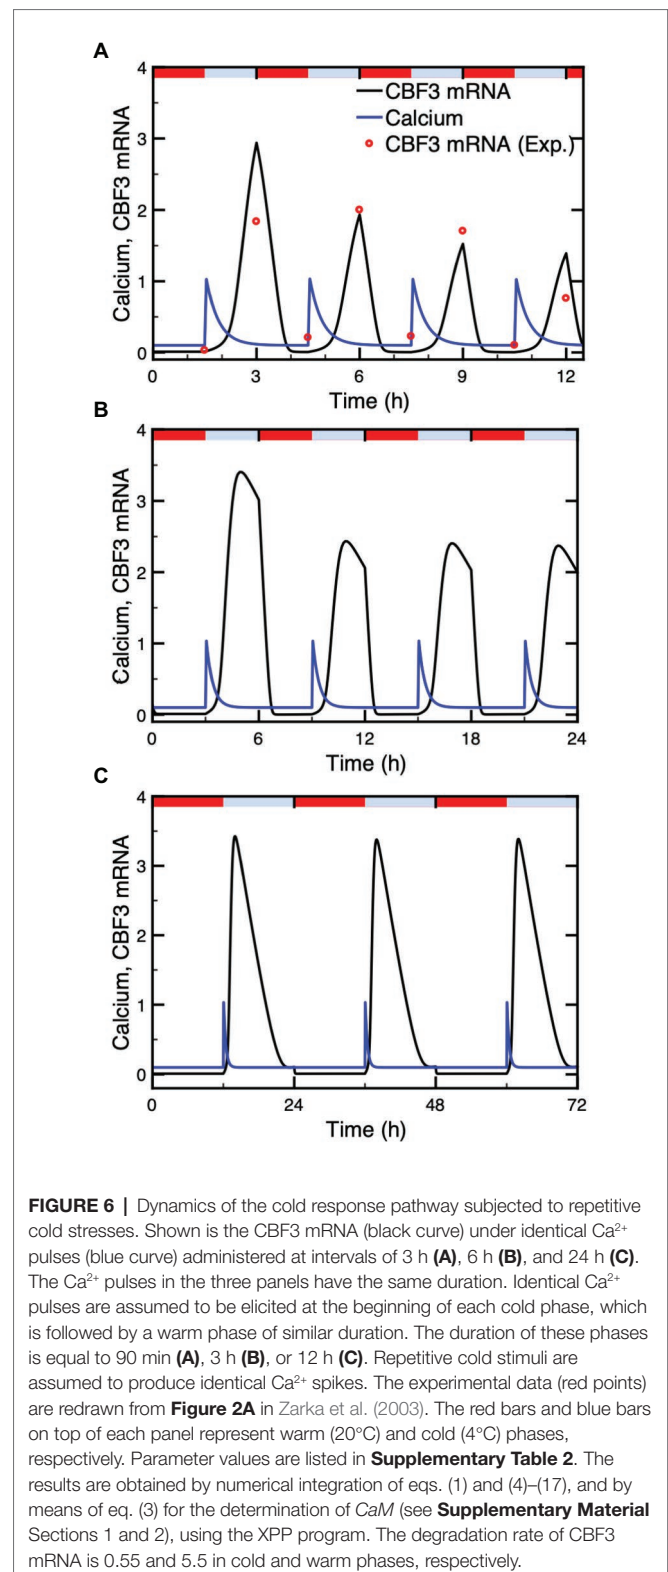 A
4
3
2
1
0
Calcium, CBF3 mRNA
CBF3 mRNA
Calcium
CBF3 mRNA (Exp.)
0 3 6 9 12
Time (h)
B
4
3
2
1
0
Calcium, CBF3 mRNA
0 6 12 18 24
Time (h)
C
4
3
2
1
0
Calcium, CBF3 mRNA
0 24 48 72
Time (h)
FIGURE 6 | Dynamics of the cold response pathway subjected to repetitive
cold stresses. Shown is the CBF3 mRNA (black curve) under identical Ca²⁺
pulses (blue curve) administered at intervals of 3 h (A), 6 h (B), and 24 h (C).
The Ca²⁺ pulses in the three panels have the same duration. Identical Ca²⁺
pulses are assumed to be elicited at the beginning of each cold phase, which
is followed by a warm phase of similar duration. The duration of these phases
is equal to 90 min (A), 3 h (B), or 12 h (C). Repetitive cold stimuli are
assumed to produce identical Ca²⁺ spikes. The experimental data (red points)
are redrawn from Figure 2A in Zarka et al. (2003). The red bars and blue bars
on top of each panel represent warm (20°C) and cold (4°C) phases,
respectively. Parameter values are listed in Supplementary Table 2. The
results are obtained by numerical integration of eqs. (1) and (4)–(17), and by
means of eq. (3) for the determination of CaM (see Supplementary Material
Sections 1 and 2), using the XPP program. The degradation rate of CBF3
mRNA is 0.55 and 5.5 in cold and warm phases, respectively.